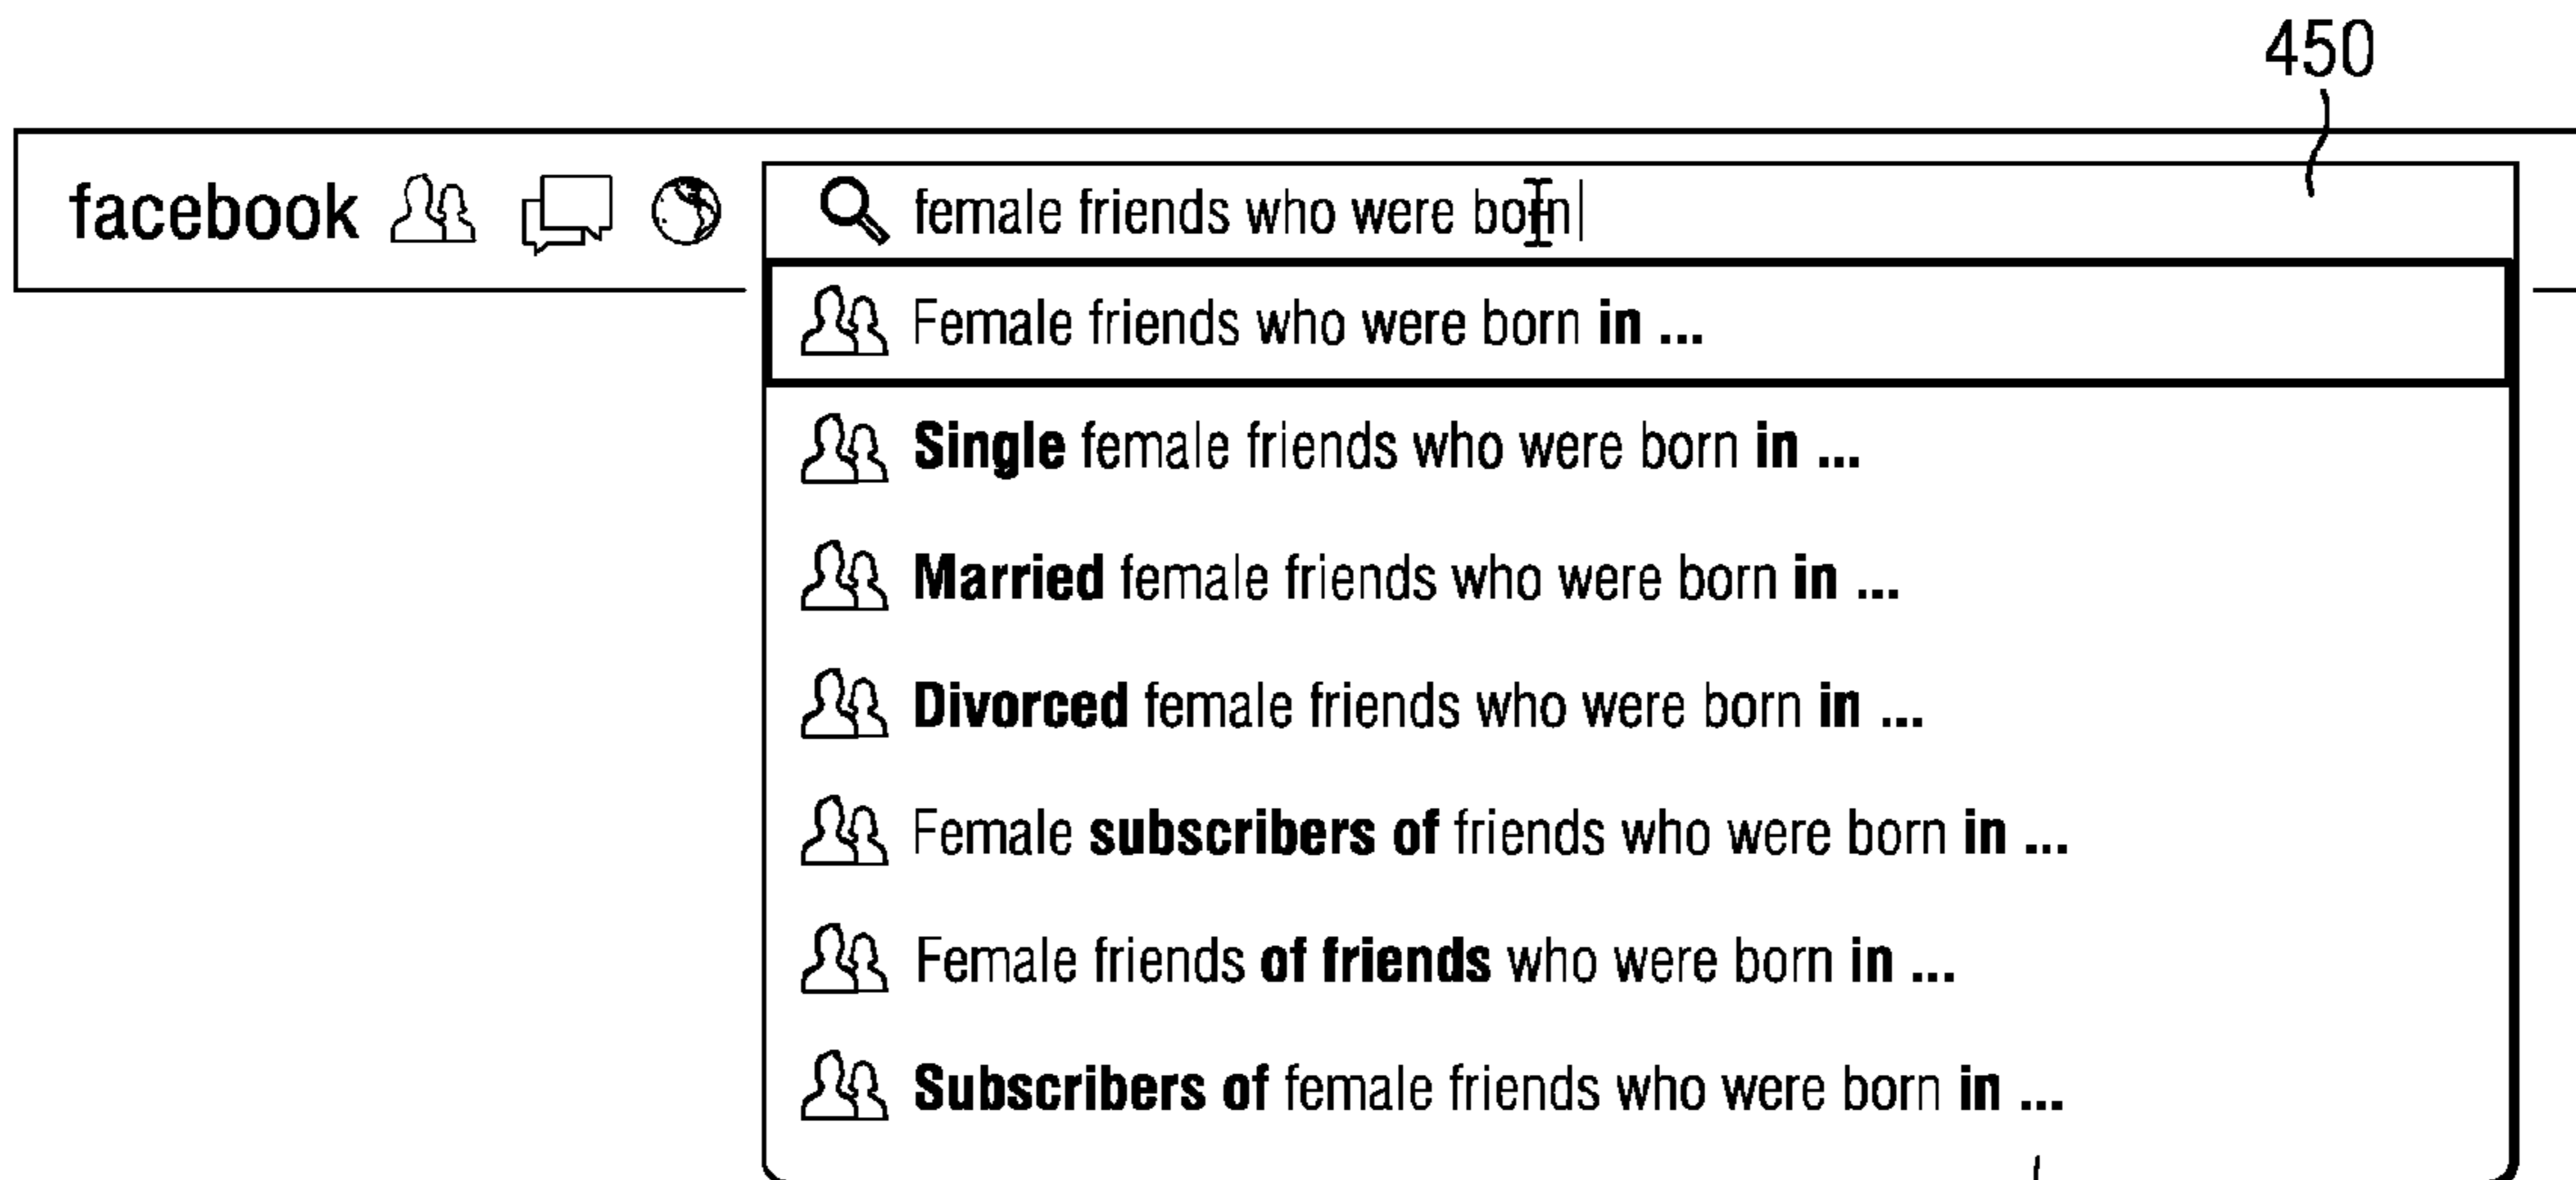 450
facebook female friends who were born
Female friends who were born in ...
Single female friends who were born in ...
Married female friends who were born in ...
Divorced female friends who were born in ...
Female subscribers of friends who were born in ...
Female friends of friends who were born in ...
Subscribers of female friends who were born in ...